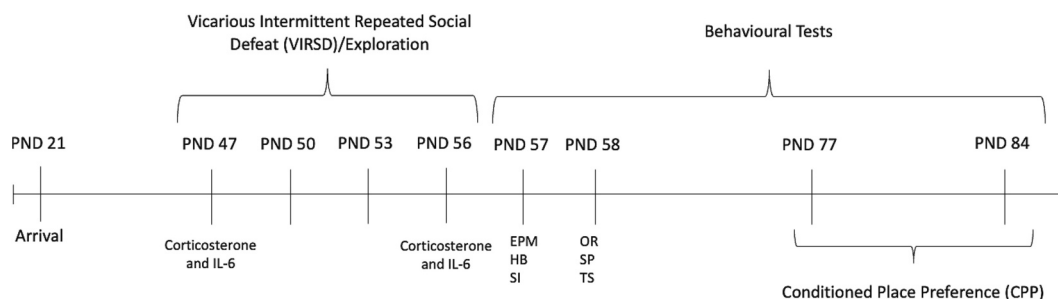 Vicarious Intermittent Repeated Social
Defeat (VIRSD)/Exploration
Behavioural Tests
PND 21
PND 47
PND 50
PND 53
PND 56
PND 57
PND 58
PND 77
PND 84
Arrival
Corticosterone
and IL-6
Corticosterone
and IL-6
EPM
HB
SI
OR
SP
TS
Conditioned Place Preference (CPP)